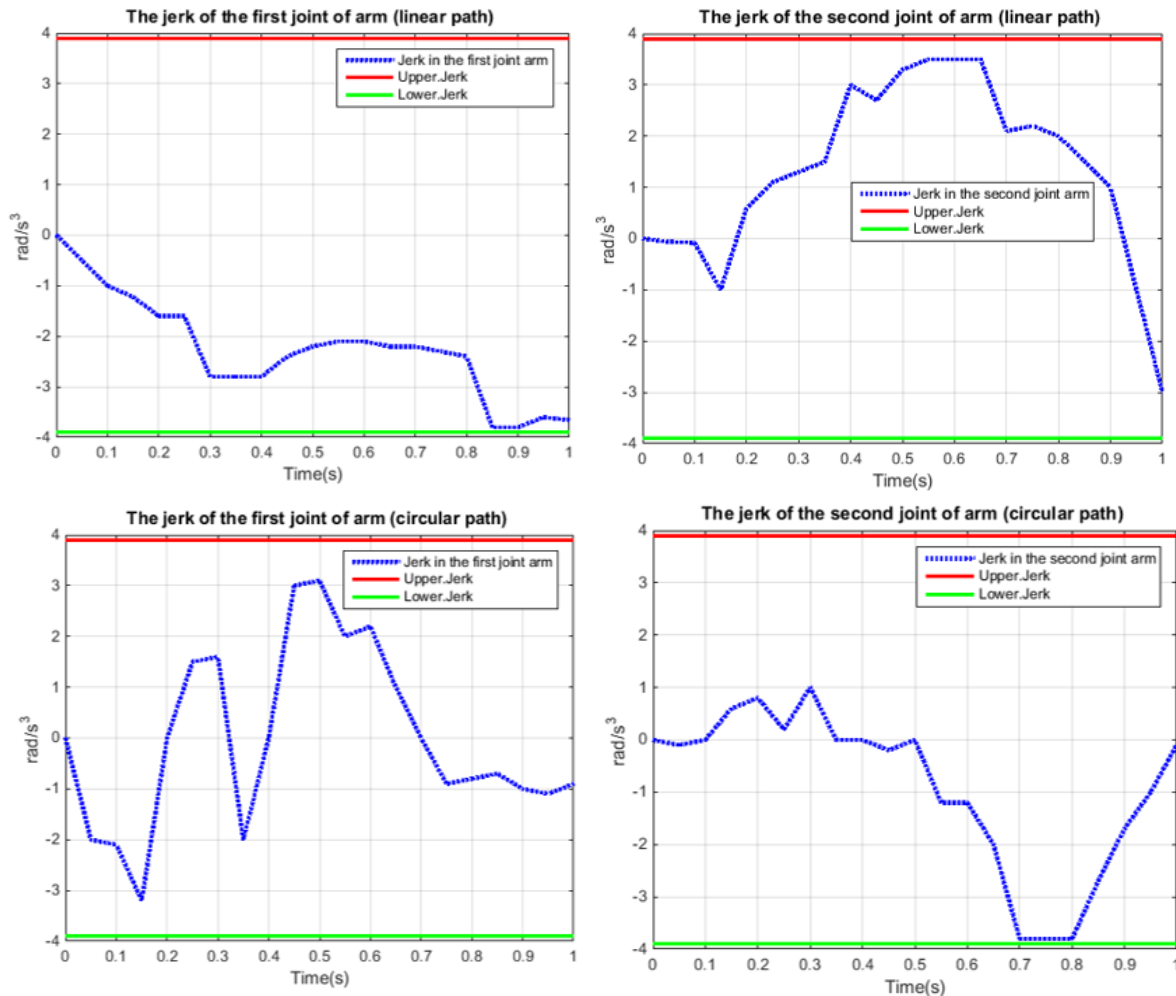 The jerk of the first joint of arm (linear path)
4
3
2
1
0
-1
-2
-3
-4
rad/s3
Jerk in the first joint arm
Upper.Jerk
Lower.Jerk
0 0.1 0.2 0.3 0.4 0.5 0.6 0.7 0.8 0.9 1
Time(s)
The jerk of the second joint of arm (linear path)
4
3
2
1
0
-1
-2
-3
-4
rad/s3
Jerk in the second joint arm
Upper.Jerk
Lower.Jerk
0 0.1 0.2 0.3 0.4 0.5 0.6 0.7 0.8 0.9 1
Time(s)
The jerk of the first joint of arm (circular path)
4
3
2
1
0
-1
-2
-3
-4
rad/s3
Jerk in the first joint arm
Upper.Jerk
Lower.Jerk
0 0.1 0.2 0.3 0.4 0.5 0.6 0.7 0.8 0.9 1
Time(s)
The jerk of the second joint of arm (circular path)
4
3
2
1
0
-1
-2
-3
-4
rad/s3
Jerk in the second joint arm
Upper.Jerk
Lower.Jerk
0 0.1 0.2 0.3 0.4 0.5 0.6 0.7 0.8 0.9 1
Time(s)